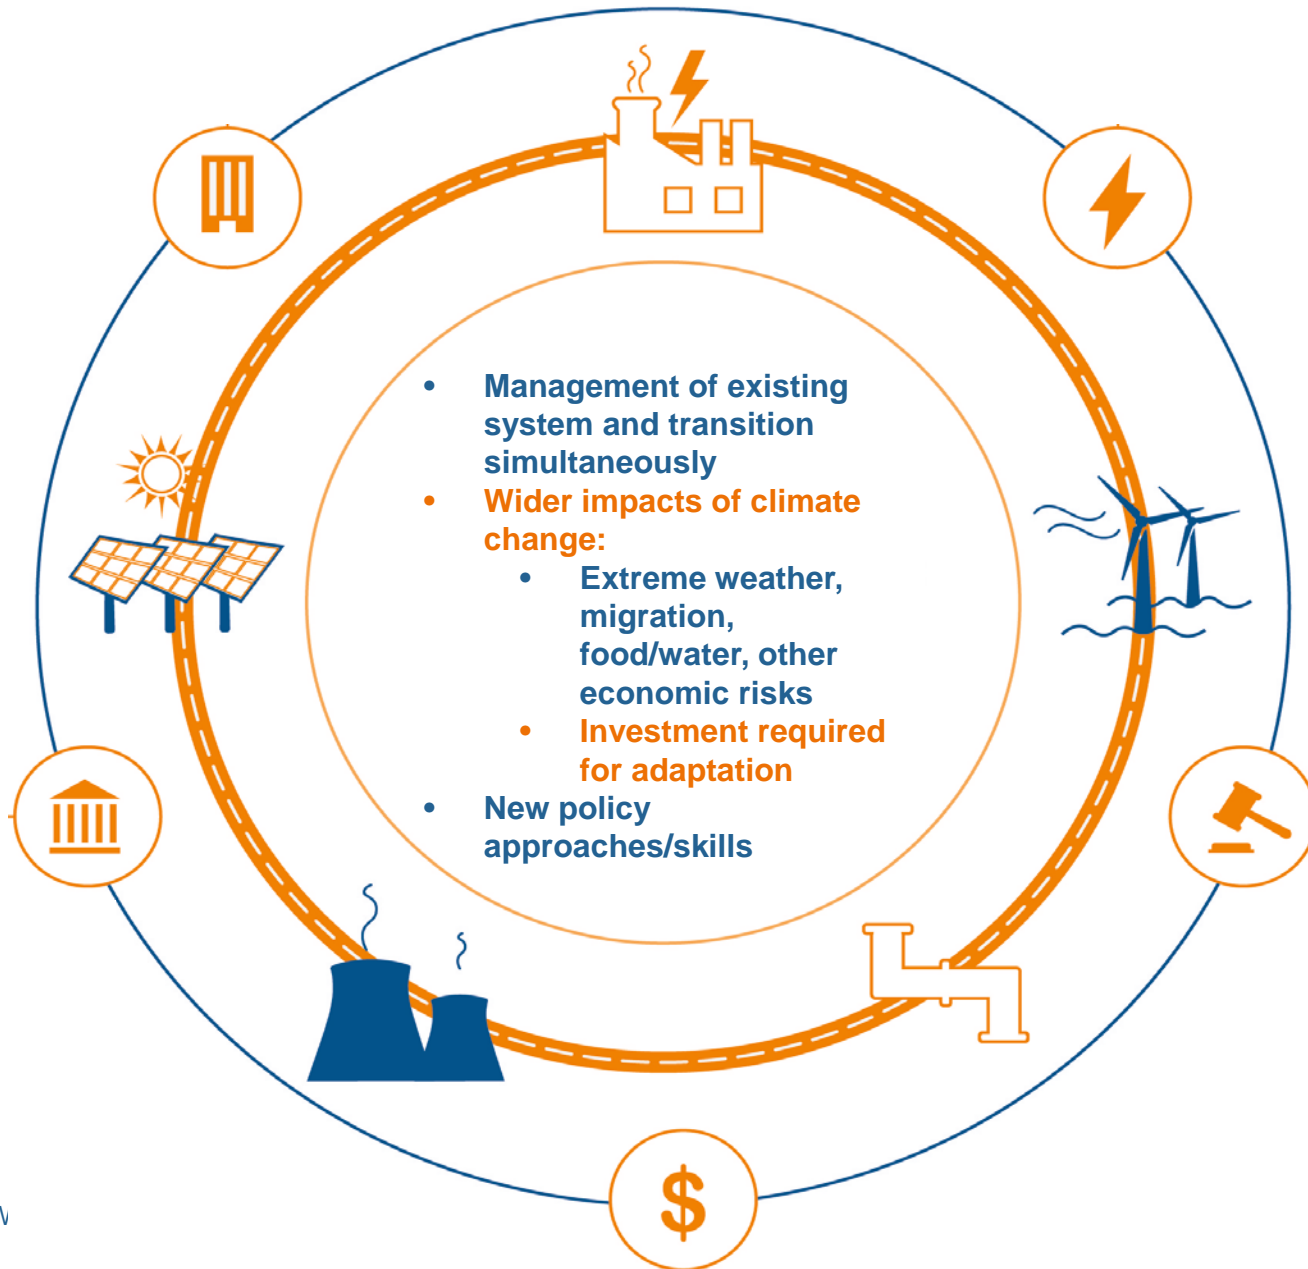 • Management of existing
system and transition
simultaneously
• Wider impacts of climate
change:
• Extreme weather,
migration,
food/water, other
economic risks
• Investment required
for adaptation
• New policy
approaches/skills
$